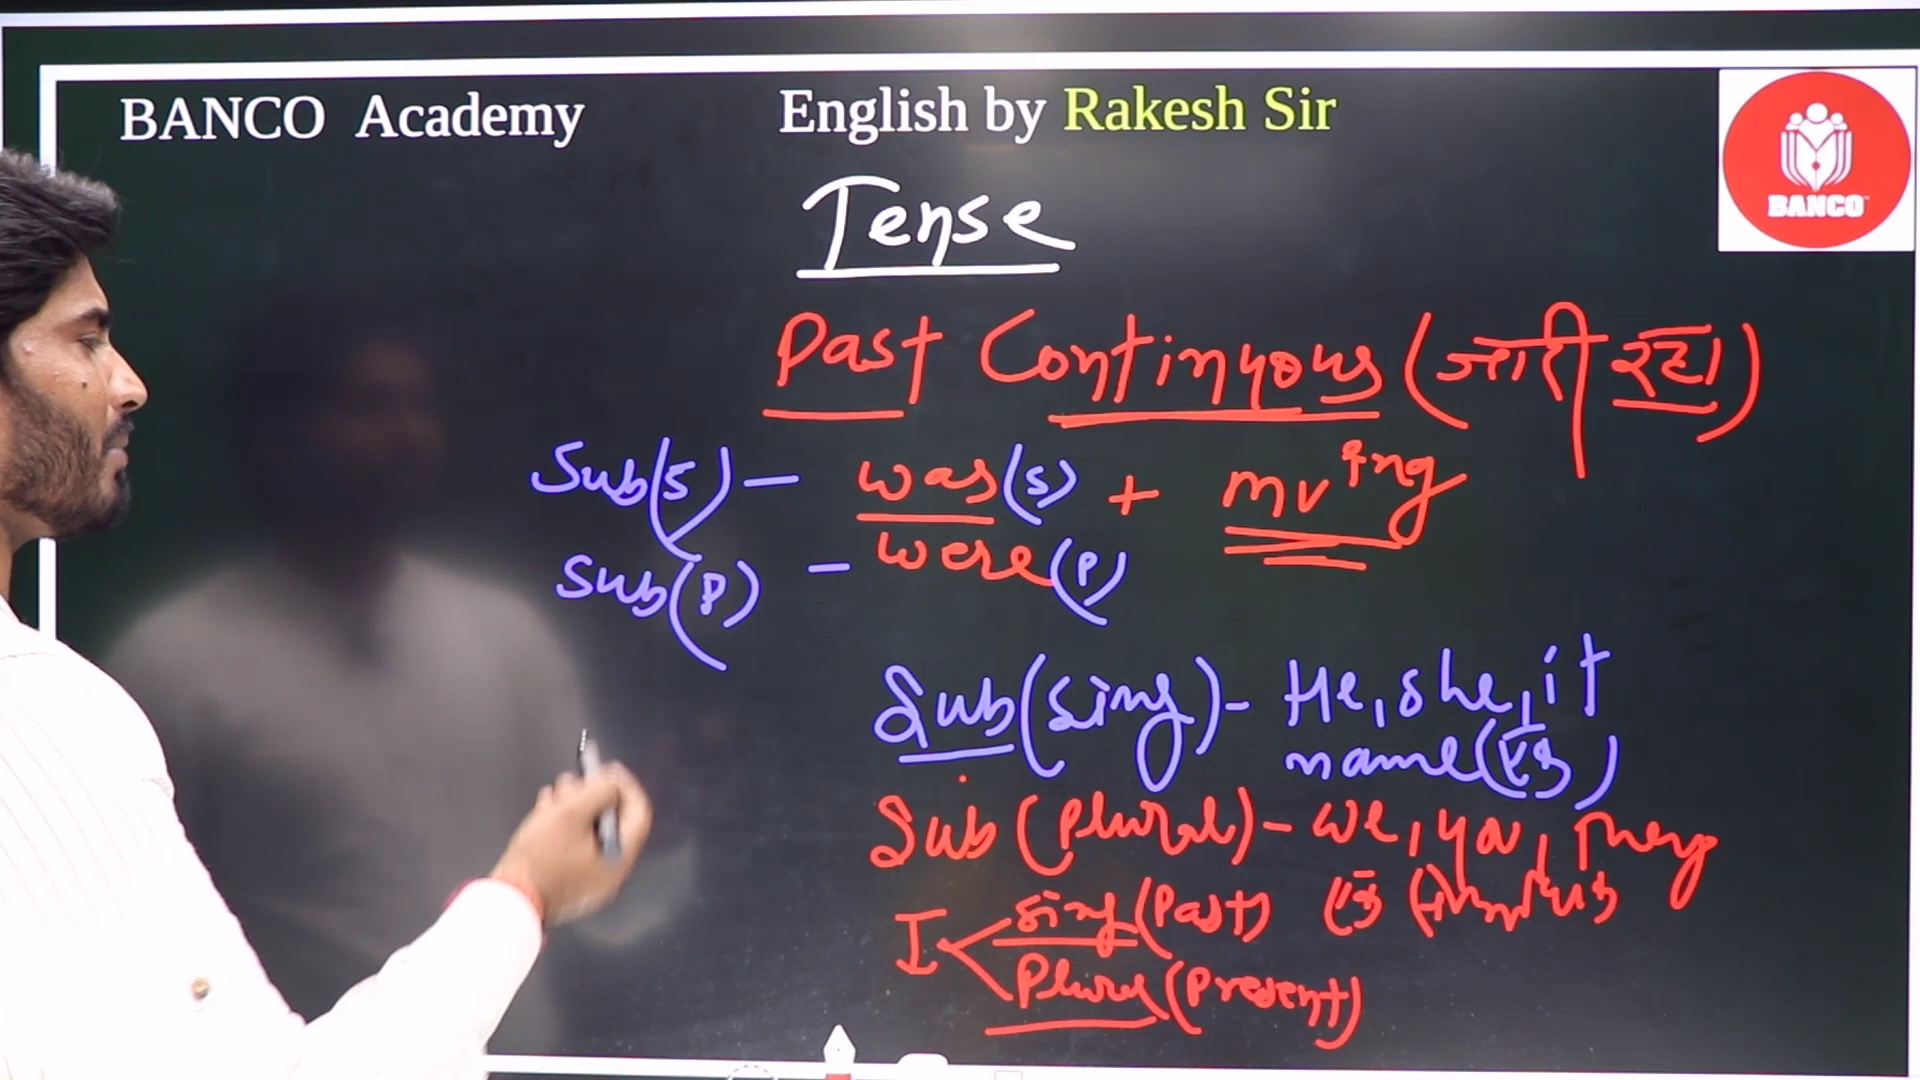 BANCO Academy English by Rakesh Sir
BANCO
Tense
Past Continuous (जारी रहा)
Sub(S) - was(S) + mv ing
Sub(P) - were(P)
Sub(Sing) - He, she, it
name(एक)
Sub (Plural) - we, you, They
I sing (Past)
Plural (Present)